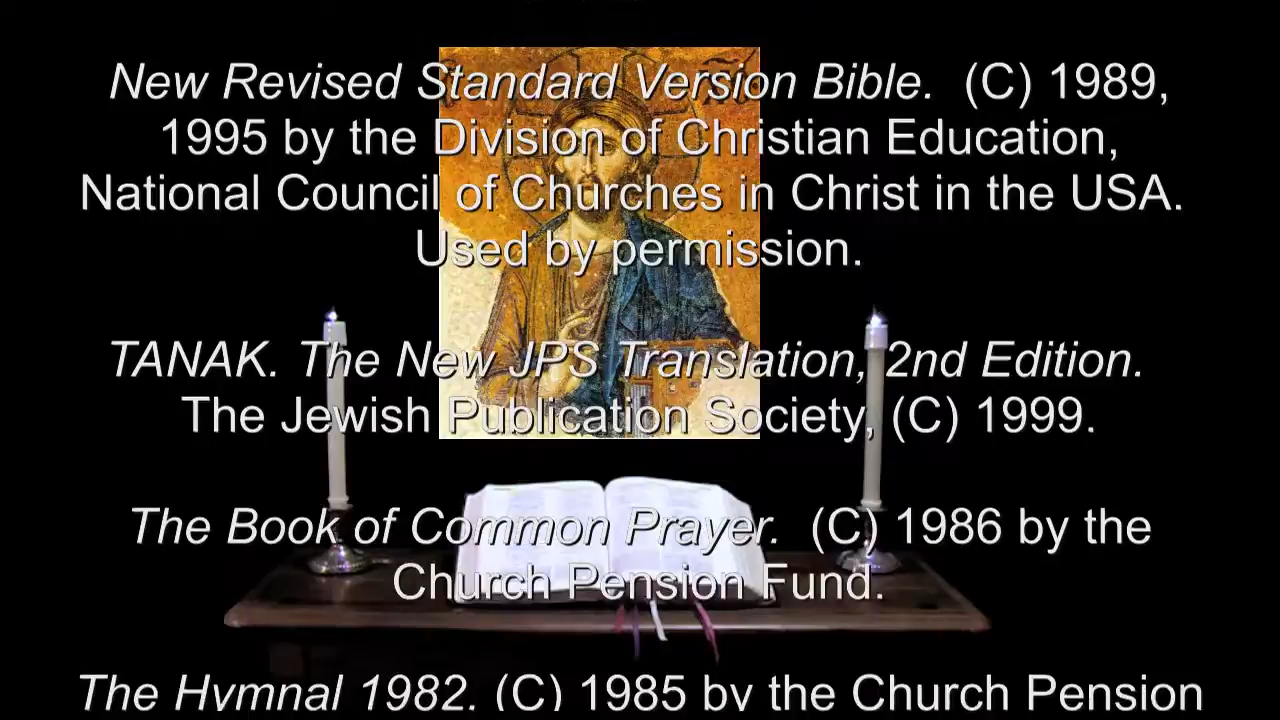 New Revised Standard Version Bible. (C) 1989,
1995 by the Division of Christian Education,
National Council of Churches in Christ in the USA.
Used by permission.
TANAK. The New JPS Translation, 2nd Edition.
The Jewish Publication Society, (C) 1999.
The Book of Common Prayer. (C) 1986 by the
Church Pension Fund.
The Hymnal 1982. (C) 1985 by the Church Pension